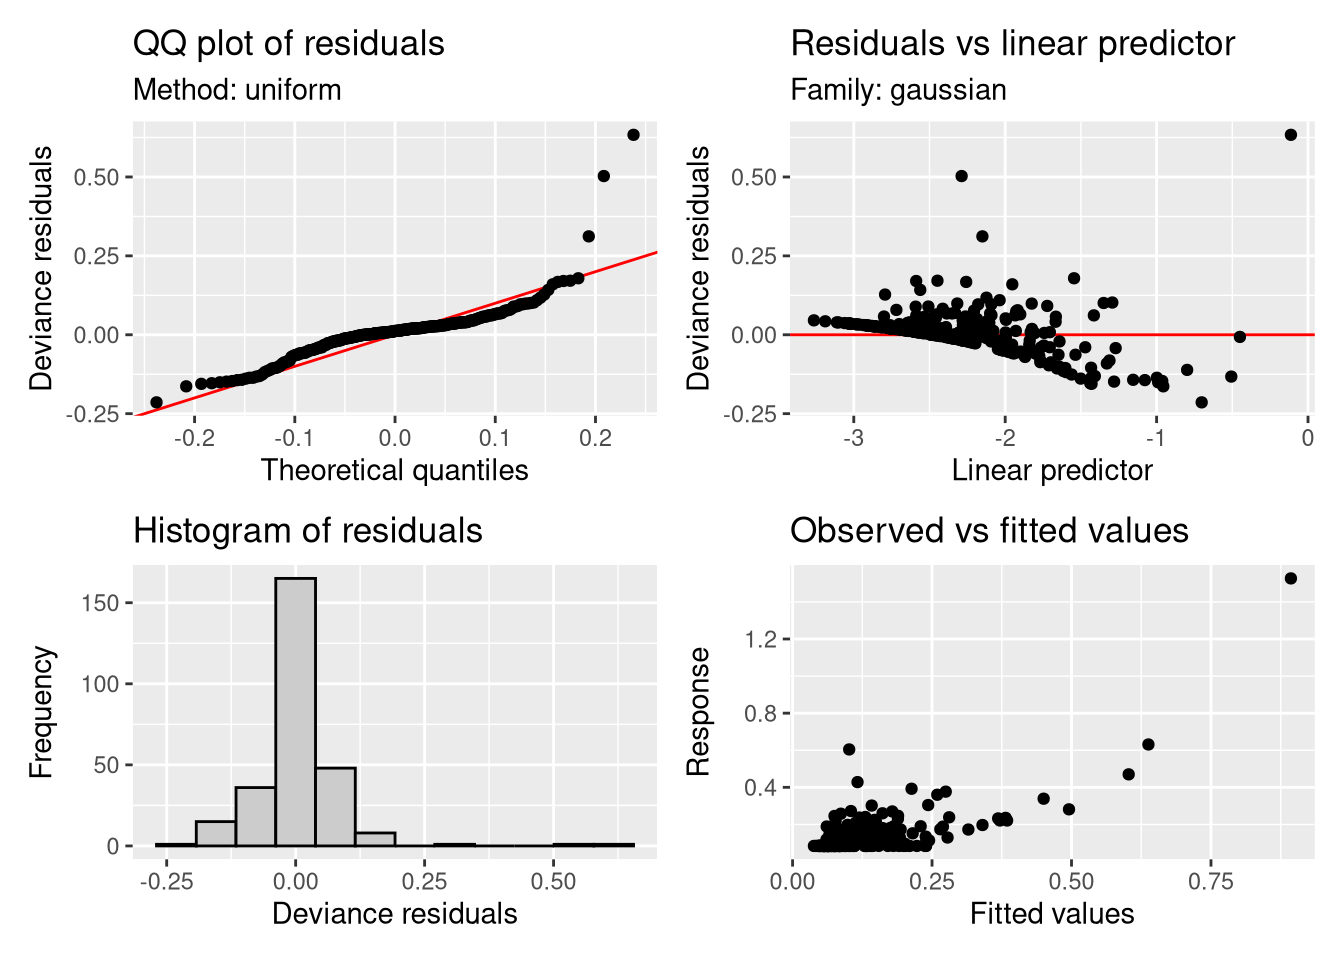 QQ plot of residuals
Method: uniform
Deviance residuals
0.50
0.25
0.00
-0.25
-0.2
-0.1
0.0
0.1
0.2
Theoretical quantiles
Residuals vs linear predictor
Family: gaussian
Deviance residuals
0.50
0.25
0.00
-0.25
-3
-2
-1
0
Linear predictor
Histogram of residuals
Frequency
150
100
50
0
-0.25
0.00
0.25
0.50
Deviance residuals
Observed vs fitted values
Response
1.2
0.8
0.4
0.00
0.25
0.50
0.75
Fitted values